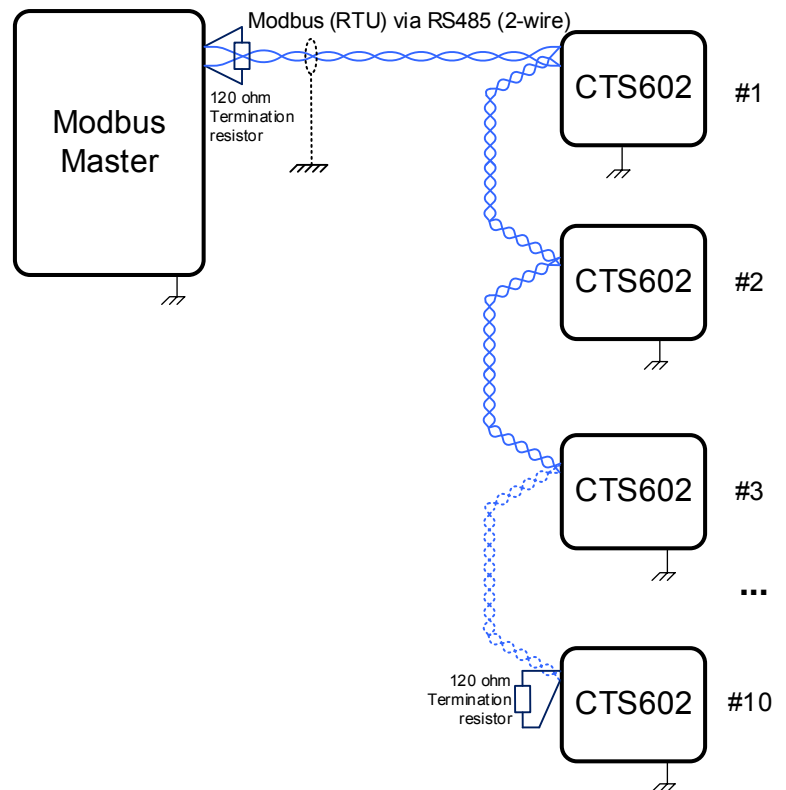 Modbus (RTU) via RS485 (2-wire)
120 ohm
Termination
resistor
Modbus
Master
CTS602
#1
CTS602
#2
CTS602
#3
...
120 ohm
Termination
resistor
CTS602
#10